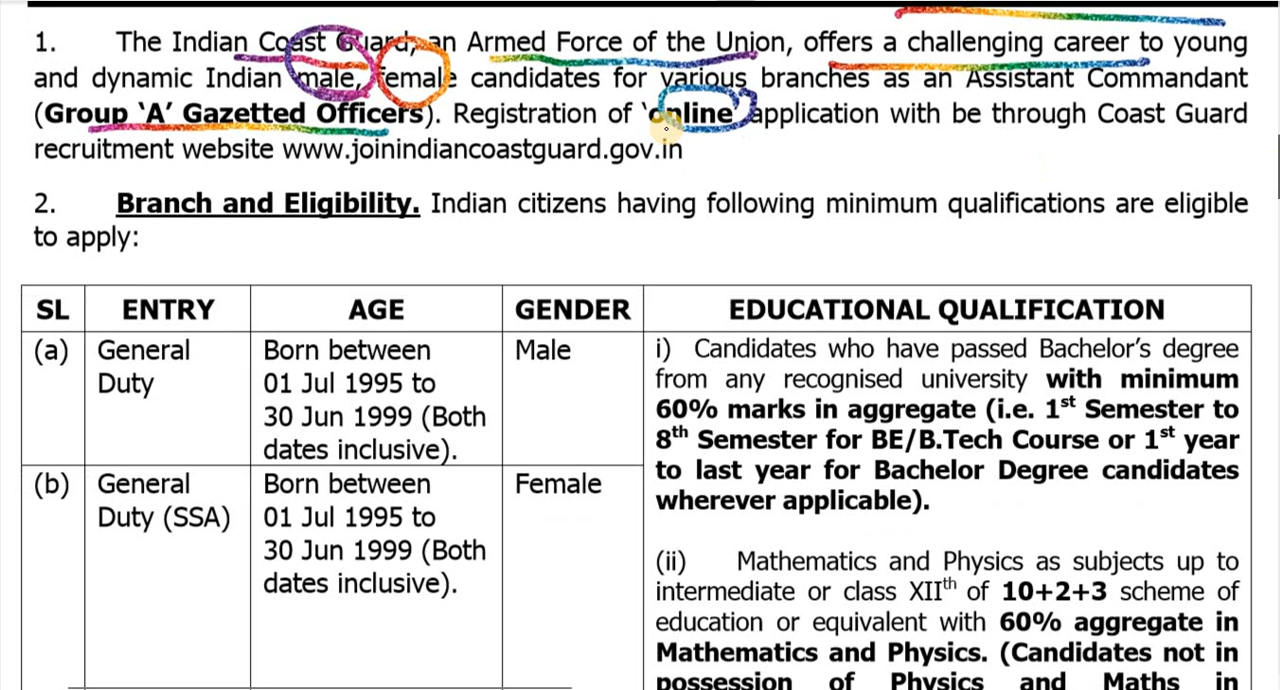 1. The Indian Coast Guard, an Armed Force of the Union, offers a challenging career to young
and dynamic Indian male, female candidates for various branches as an Assistant Commandant
(Group ‘A’ Gazetted Officers). Registration of ‘online’ application with be through Coast Guard
recruitment website www.joinindiancoastguard.gov.in
2. Branch and Eligibility. Indian citizens having following minimum qualifications are eligible
to apply:
SL ENTRY AGE GENDER EDUCATIONAL QUALIFICATION
(a) General Duty
Born between
01 Jul 1995 to
30 Jun 1999 (Both
dates inclusive).
Male
(b) General
Duty (SSA)
Born between
01 Jul 1995 to
30 Jun 1999 (Both
dates inclusive).
Female
i) Candidates who have passed Bachelor’s degree
from any recognised university with minimum
60% marks in aggregate (i.e. 1st Semester to
8th Semester for BE/B.Tech Course or 1st year
to last year for Bachelor Degree candidates
wherever applicable).
(ii) Mathematics and Physics as subjects up to
intermediate or class XIIth of 10+2+3 scheme of
education or equivalent with 60% aggregate in
Mathematics and Physics. (Candidates not in
possession of Physics and Maths in